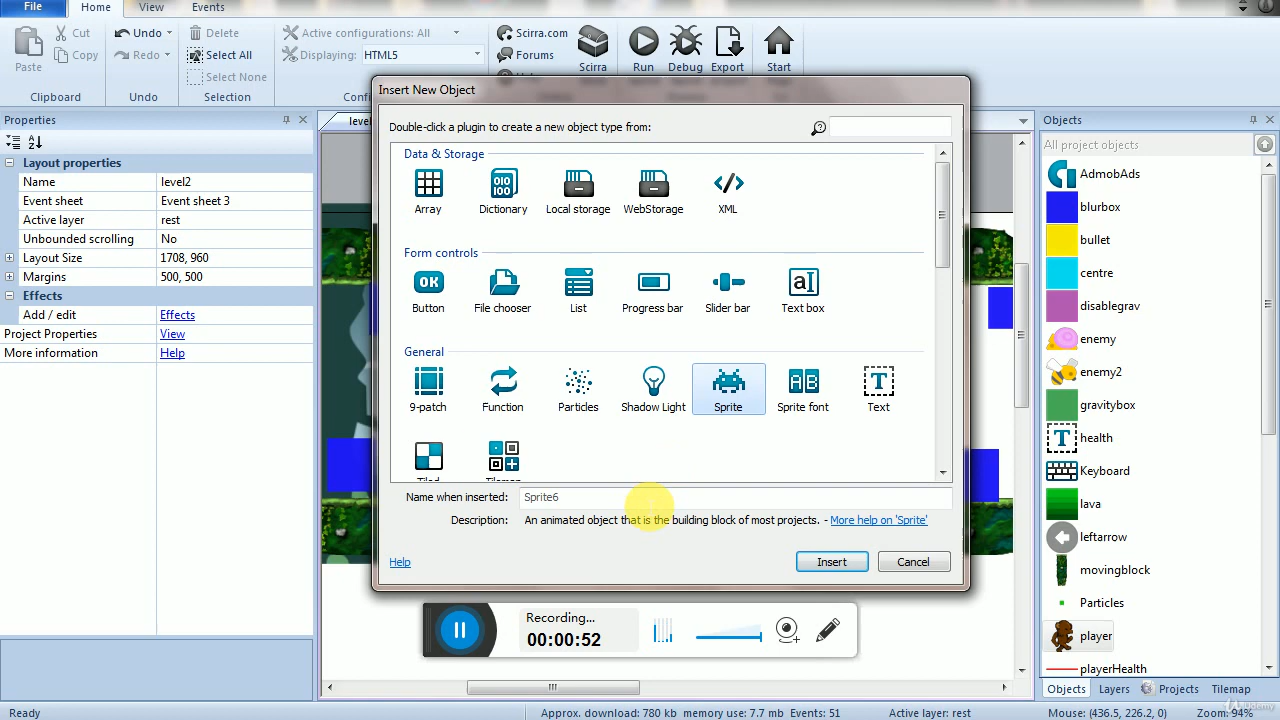 File Home View Events
Paste Cut Copy Undo Redo Delete Select All Select None
Active configurations: All
Displaying: HTML5
Scirra.com
Forums
Scirra Run Debug Export Start
Clipboard Undo Selection
Properties
Layout properties
Name level2
Event sheet Event sheet 3
Active layer rest
Unbounded scrolling No
Layout Size 1708, 960
Margins 500, 500
Effects
Add / edit Effects
Project Properties View
More information Help
Insert New Object
Double-click a plugin to create a new object type from:
Data & Storage
Array Dictionary Local storage WebStorage XML
Form controls
Button File chooser List Progress bar Slider bar Text box
General
9-patch Function Particles Shadow Light Sprite Sprite font Text
Name when inserted: Sprite6
Description: An animated object that is the building block of most projects. - More help on 'Sprite'
Help Insert Cancel
Recording...
00:00:52
Objects
All project objects
AdmobAds
blurbox
bullet
centre
disablegrav
enemy
enemy2
gravitybox
health
Keyboard
lava
leftarrow
movingblock
Particles
player
playerHealth
Objects Layers Projects Tilemap
Ready Approx. download: 780 kb memory use: 7.7 mb Events: 51 Active layer: rest Mouse: (436.5, 226.2, 0) Zoom: 94%